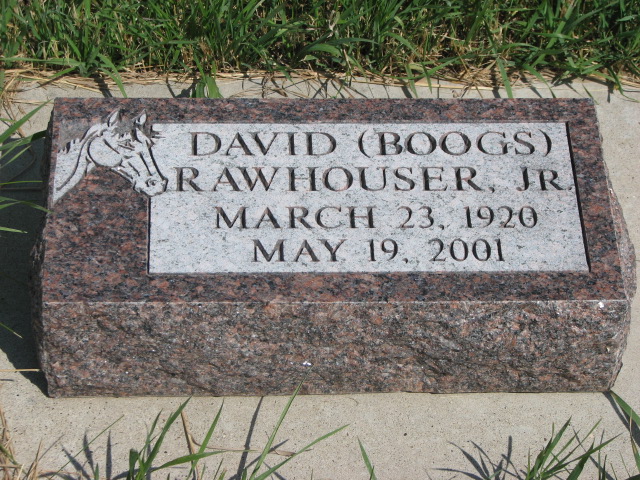 DAVID (BOOGS)
RAWHOUSER, JR.
MARCH 23, 1920
MAY 19, 2001